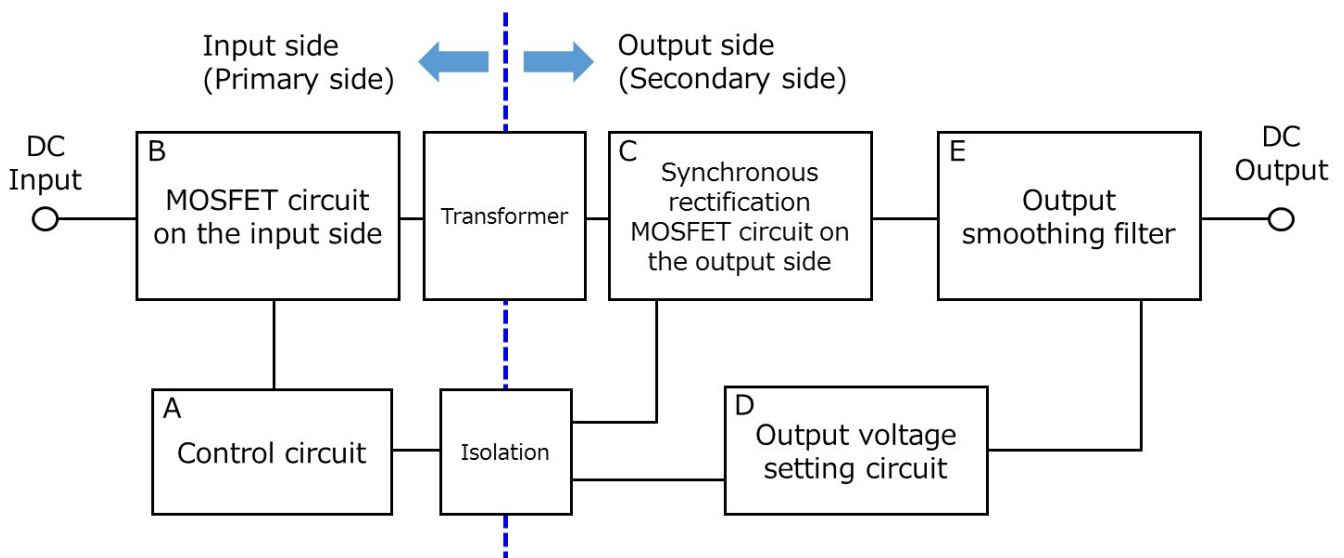 Input side
(Primary side)
Output side
(Secondary side)
DC
Input
B
MOSFET circuit
on the input side
Transformer
C
Synchronous
rectification
MOSFET circuit on
the output side
E
Output
smoothing filter
DC
Output
A
Control circuit
Isolation
D
Output voltage
setting circuit